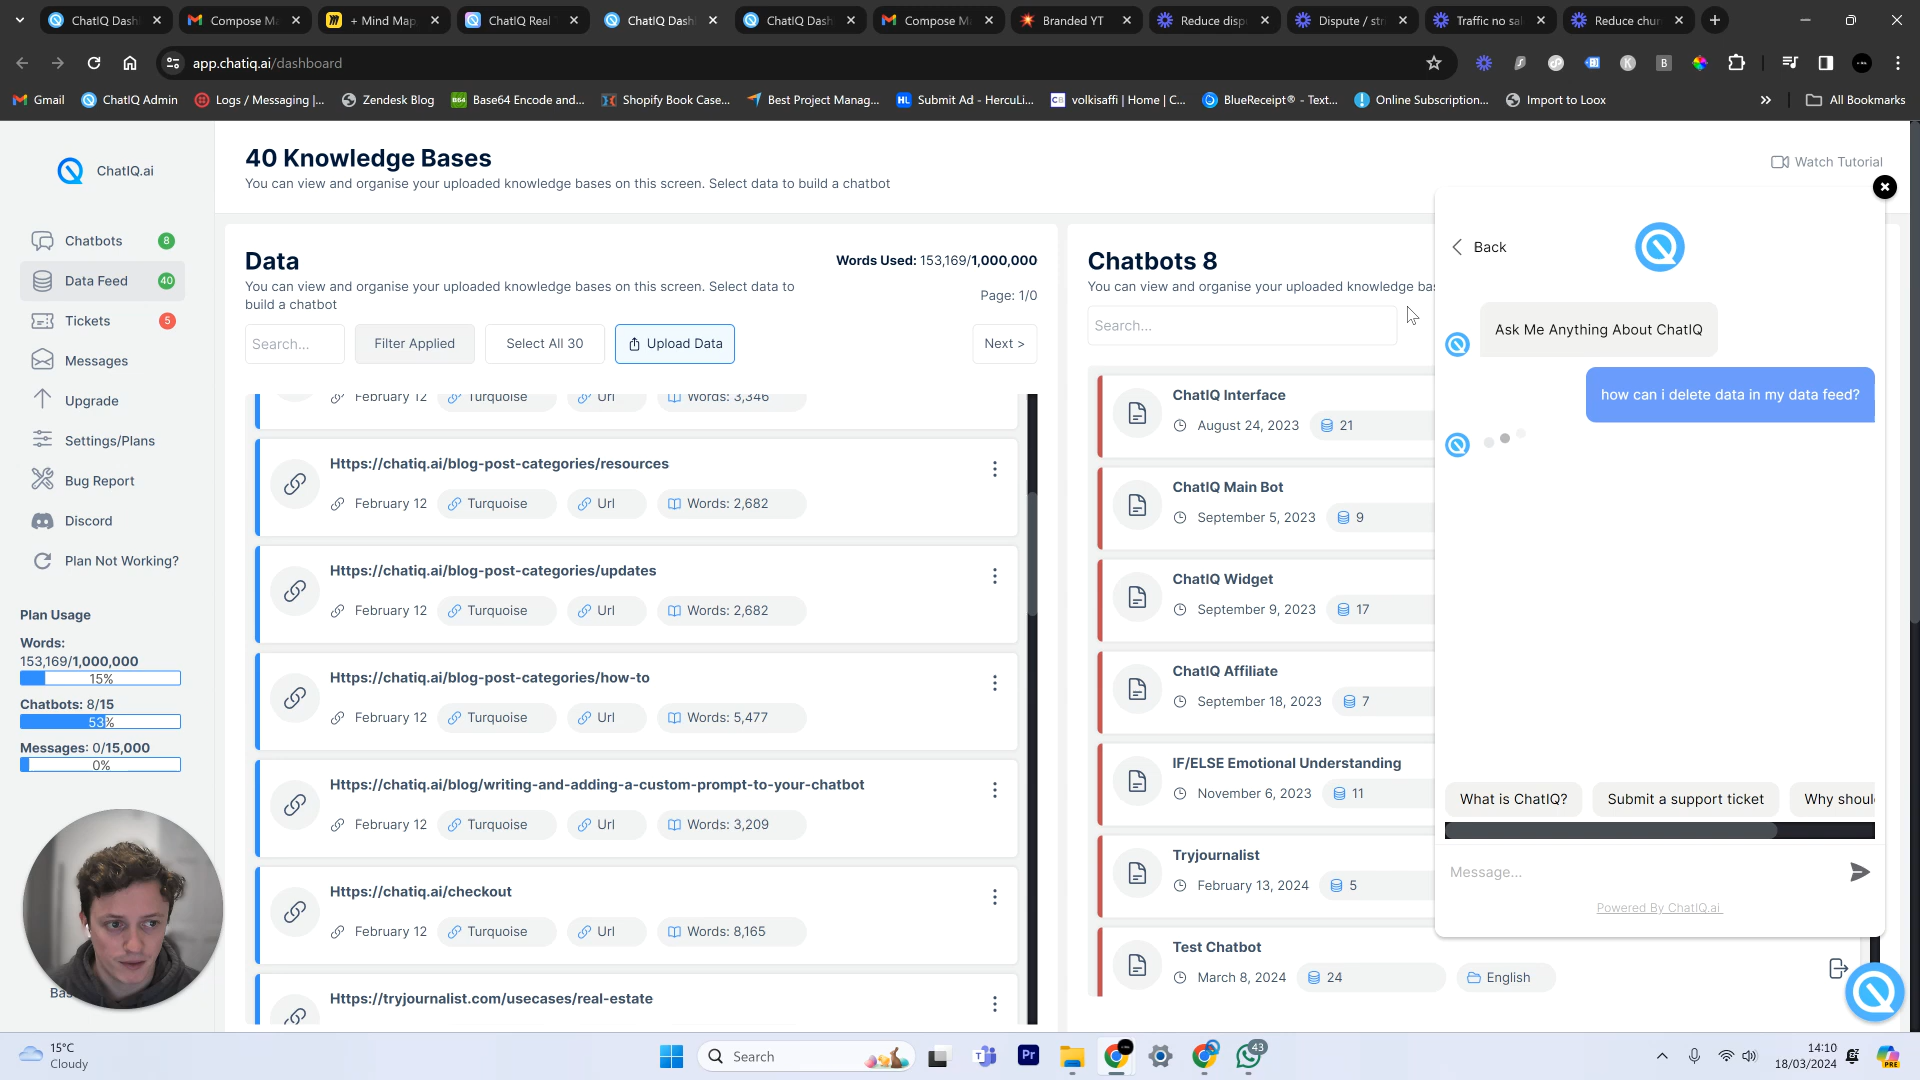 ChatIQ Dash
Compose Ma
+ Mind Map
ChatIQ Real
ChatIQ Dash
ChatIQ Dash
Compose Ma
Branded YT
Reduce disp
Dispute / stri
Traffic no sal
Reduce chur
app.chatiq.ai/dashboard
Gmail
ChatIQ Admin
Logs / Messaging |...
Zendesk Blog
Base64 Encode and...
Shopify Book Case...
Best Project Manag...
Submit Ad - HercuLi...
volkisaffi | Home | C...
BlueReceipt® - Text...
Online Subscription...
Import to Loox
All Bookmarks
ChatIQ.ai
Chatbots 8
Data Feed 40
Tickets 5
Messages
Upgrade
Settings/Plans
Bug Report
Discord
Plan Not Working?
Plan Usage
Words:
153,169/1,000,000
15%
Chatbots: 8/15
53%
Messages: 0/15,000
0%
40 Knowledge Bases
You can view and organise your uploaded knowledge bases on this screen. Select data to build a chatbot
Watch Tutorial
Data
Words Used: 153,169/1,000,000
You can view and organise your uploaded knowledge bases on this screen. Select data to
build a chatbot
Page: 1/0
Search...
Filter Applied
Select All 30
Upload Data
Next >
February 12 Turquoise Url Words: 3,346
Https://chatiq.ai/blog-post-categories/resources
February 12 Turquoise Url Words: 2,682
Https://chatiq.ai/blog-post-categories/updates
February 12 Turquoise Url Words: 2,682
Https://chatiq.ai/blog-post-categories/how-to
February 12 Turquoise Url Words: 5,477
Https://chatiq.ai/blog/writing-and-adding-a-custom-prompt-to-your-chatbot
February 12 Turquoise Url Words: 3,209
Https://chatiq.ai/checkout
February 12 Turquoise Url Words: 8,165
Https://tryjournalist.com/usecases/real-estate
Chatbots 8
You can view and organise your uploaded knowledge bas
Search...
ChatIQ Interface
August 24, 2023 21
ChatIQ Main Bot
September 5, 2023 9
ChatIQ Widget
September 9, 2023 17
ChatIQ Affiliate
September 18, 2023 7
IF/ELSE Emotional Understanding
November 6, 2023 11
Tryjournalist
February 13, 2024 5
Test Chatbot
March 8, 2024 24 English
Back
Ask Me Anything About ChatIQ
how can i delete data in my data feed?
What is ChatIQ?
Submit a support ticket
Why shoul
Message...
Powered By ChatIQ.ai
15°C
Cloudy
Search
Pr
43
14:10
18/03/2024
PRE